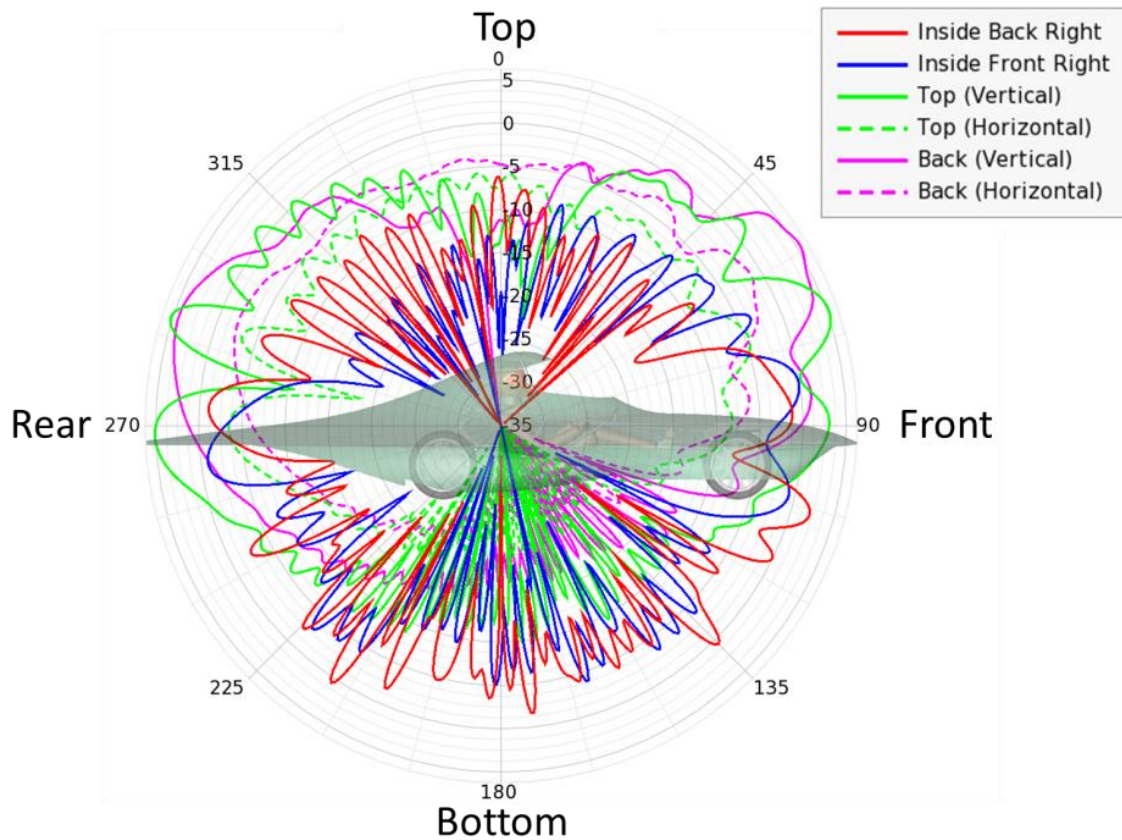 Top
0
5
0
-5
-10
-15
-20
-25
-30
-35
315
45
Rear
270
90
Front
225
135
180
Bottom
Inside Back Right
Inside Front Right
Top (Vertical)
Top (Horizontal)
Back (Vertical)
Back (Horizontal)